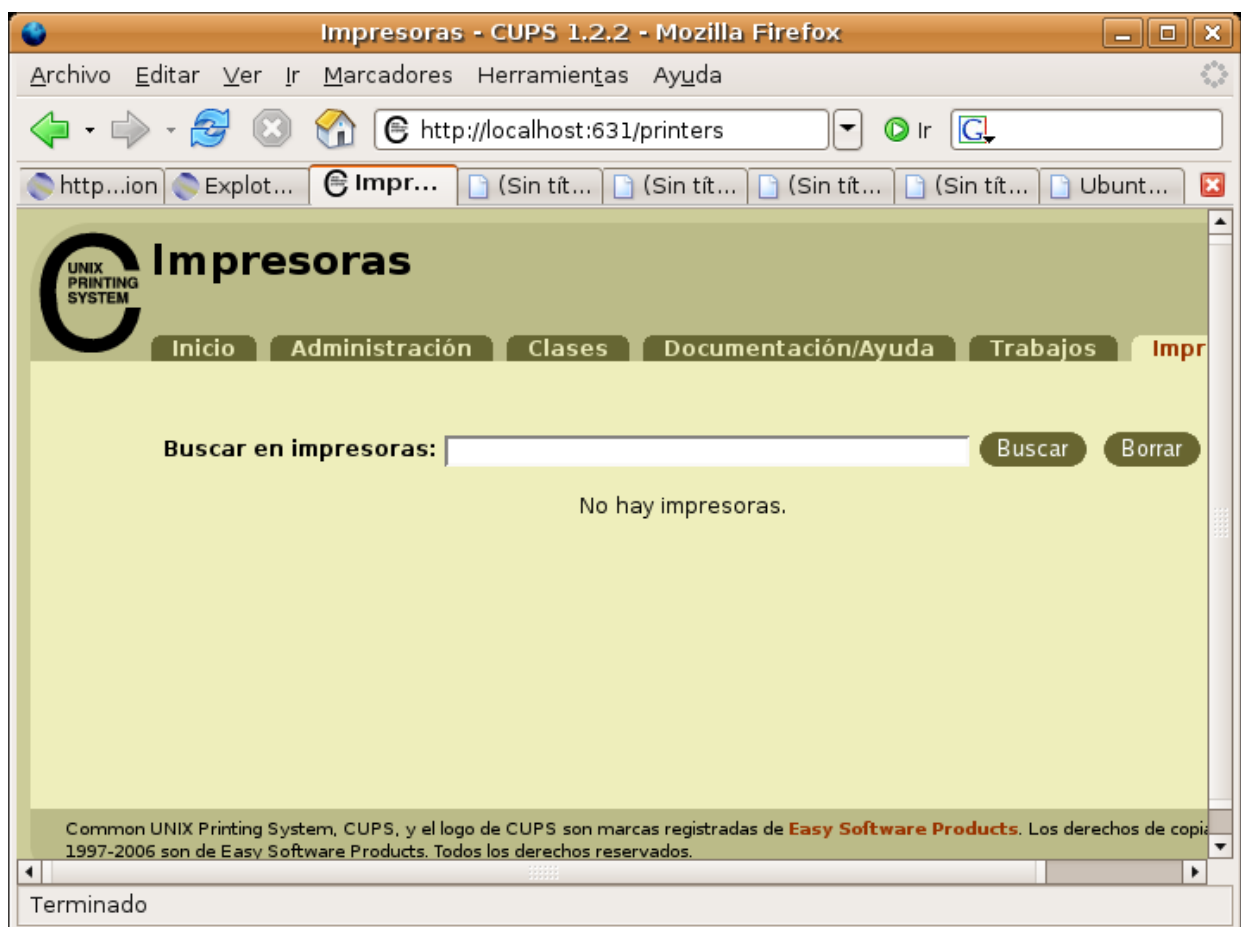 Impresoras - CUPS 1.2.2 - Mozilla Firefox
Archivo Editar Ver Ir Marcadores Herramientas Ayuda
http://localhost:631/printers Ir G
http...ion Explot... Impr... (Sin tít... (Sin tít... (Sin tít... (Sin tít... Ubunt...
UNIX
PRINTING
SYSTEM
Impresoras
Inicio Administración Clases Documentación/Ayuda Trabajos Impr
Buscar en impresoras: Buscar Borrar
No hay impresoras.
Common UNIX Printing System, CUPS, y el logo de CUPS son marcas registradas de Easy Software Products. Los derechos de copia
1997-2006 son de Easy Software Products. Todos los derechos reservados.
Terminado